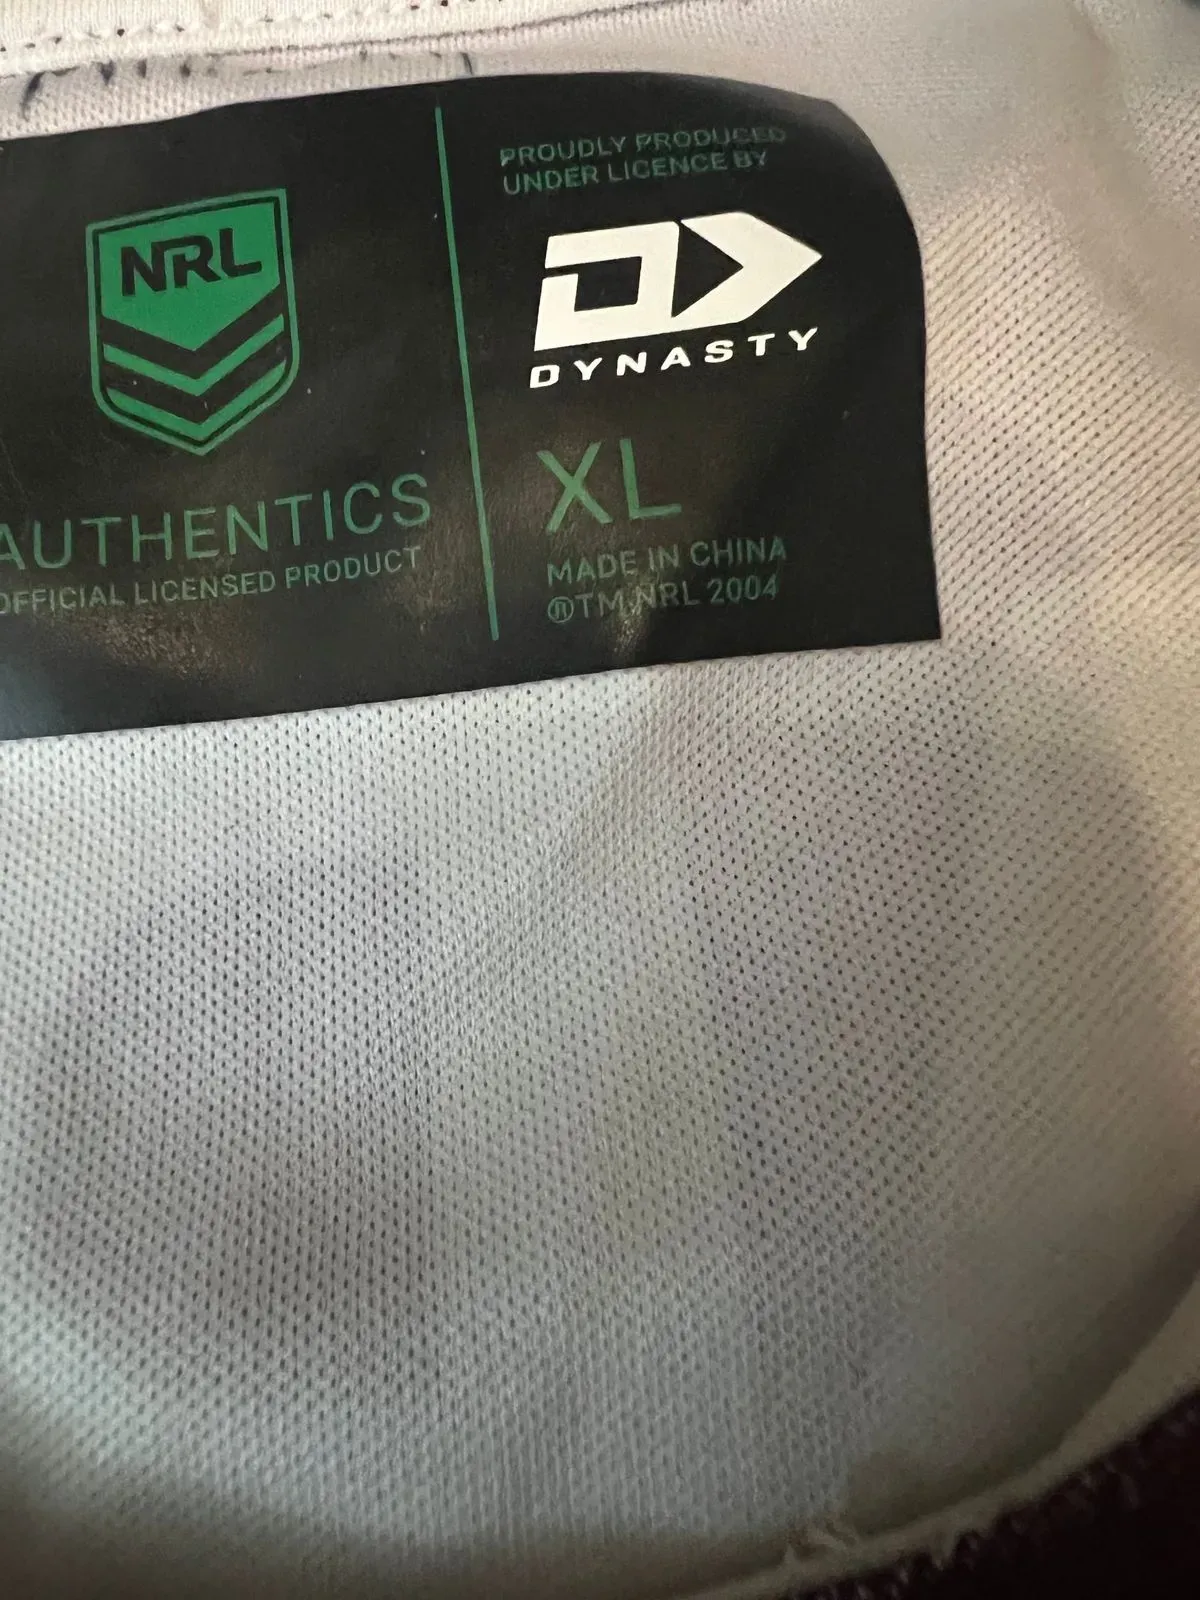 NRL
AUTHENTICS
OFFICIAL LICENSED PRODUCT
PROUDLY PRODUCED
UNDER LICENCE BY
DYNASTY
XL
MADE IN CHINA
®TM NRL 2004